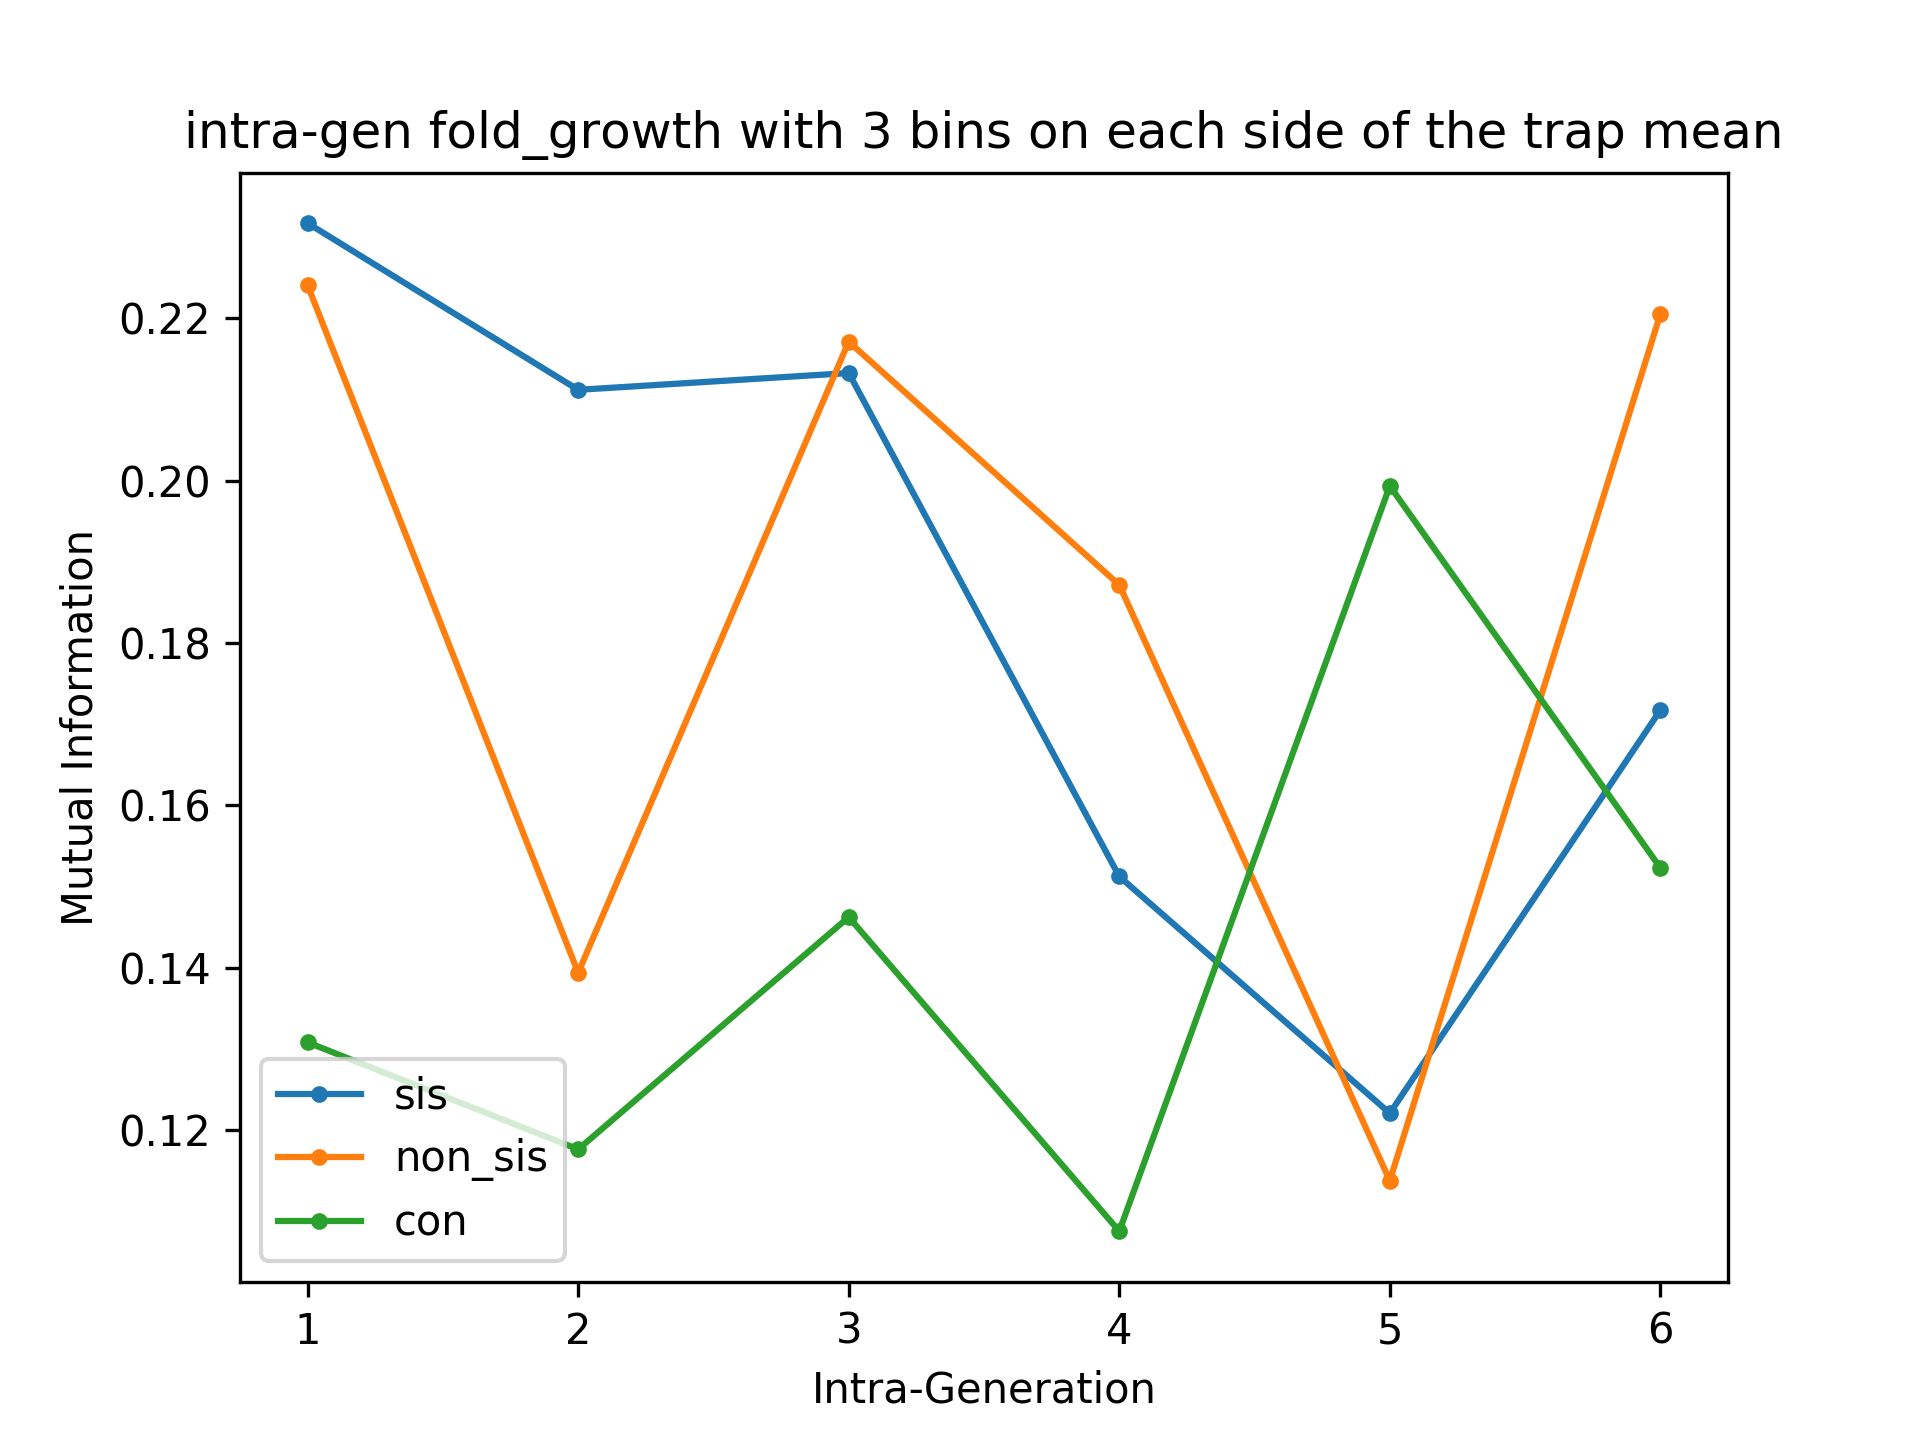 intra-gen fold_growth with 3 bins on each side of the trap mean
Mutual Information
0.22
0.20
0.18
0.16
0.14
0.12
sis
non_sis
con
1 2 3 4 5 6
Intra-Generation